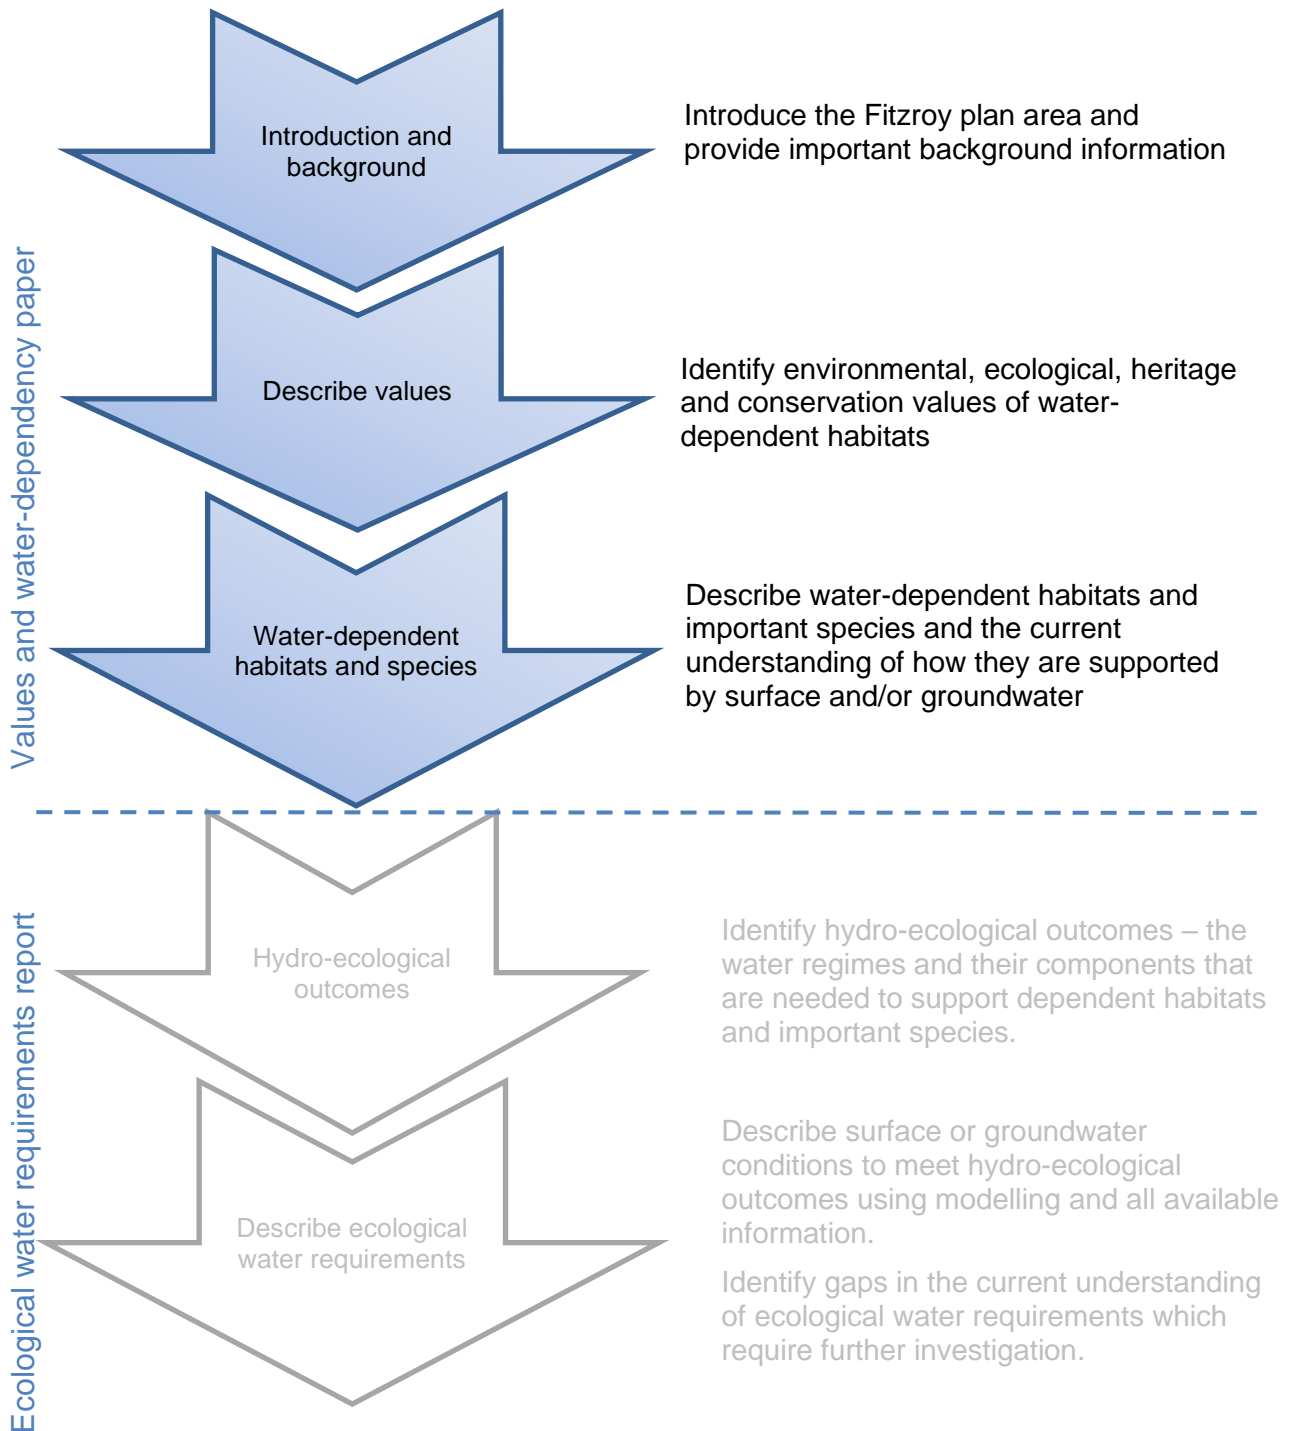 Values and water-dependency paper
Introduction and
background
Introduce the Fitzroy plan area and
provide important background information
Describe values
Identify environmental, ecological, heritage
and conservation values of water-
dependent habitats
Water-dependent
habitats and species
Describe water-dependent habitats and
important species and the current
understanding of how they are supported
by surface and/or groundwater
Ecological water requirements report
Hydro-ecological
outcomes
Identify hydro-ecological outcomes – the
water regimes and their components that
are needed to support dependent habitats
and important species.
Describe ecological
water requirements
Describe surface or groundwater
conditions to meet hydro-ecological
outcomes using modelling and all available
information.
Identify gaps in the current understanding
of ecological water requirements which
require further investigation.